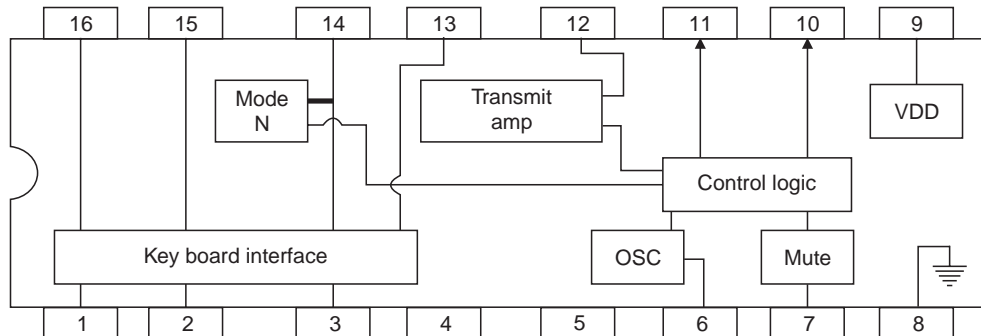 16 15 14 13 12 11 10 9
Mode
N
Transmit
amp
VDD
Control logic
Key board interface
OSC
Mute
1 2 3 4 5 6 7 8